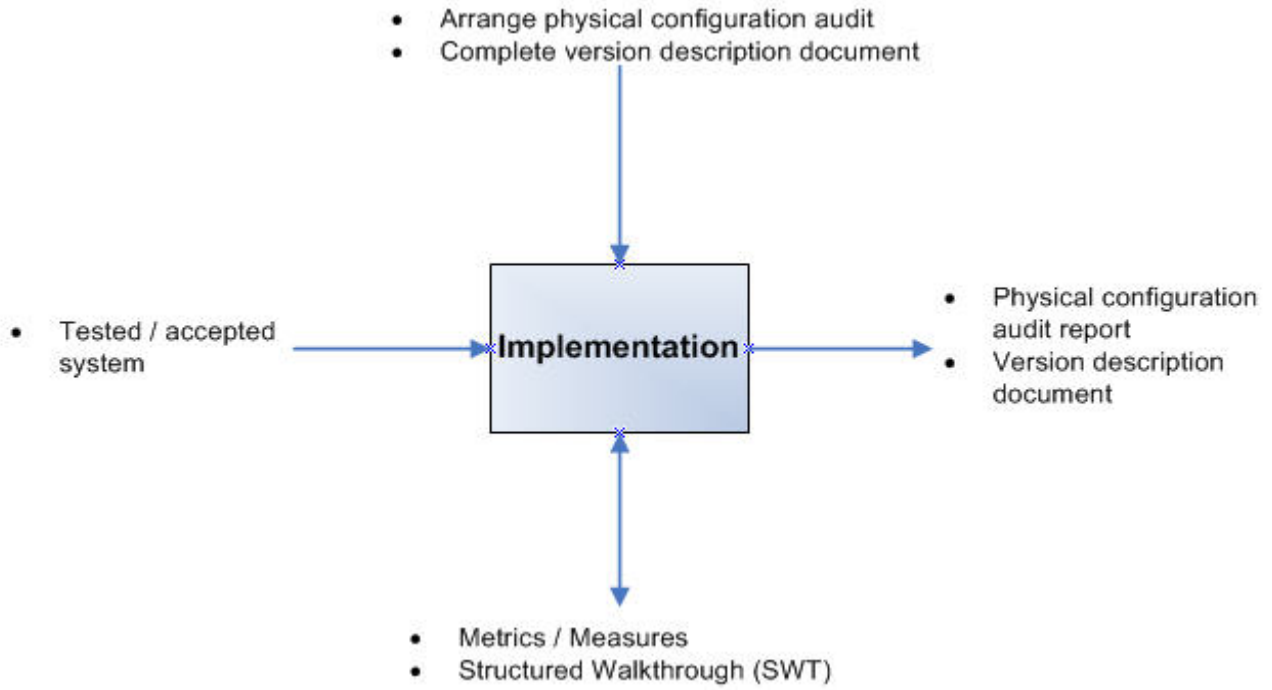 • Arrange physical configuration audit
• Complete version description document
• Tested / accepted
system
Implementation
• Physical configuration
audit report
• Version description
document
• Metrics / Measures
• Structured Walkthrough (SWT)